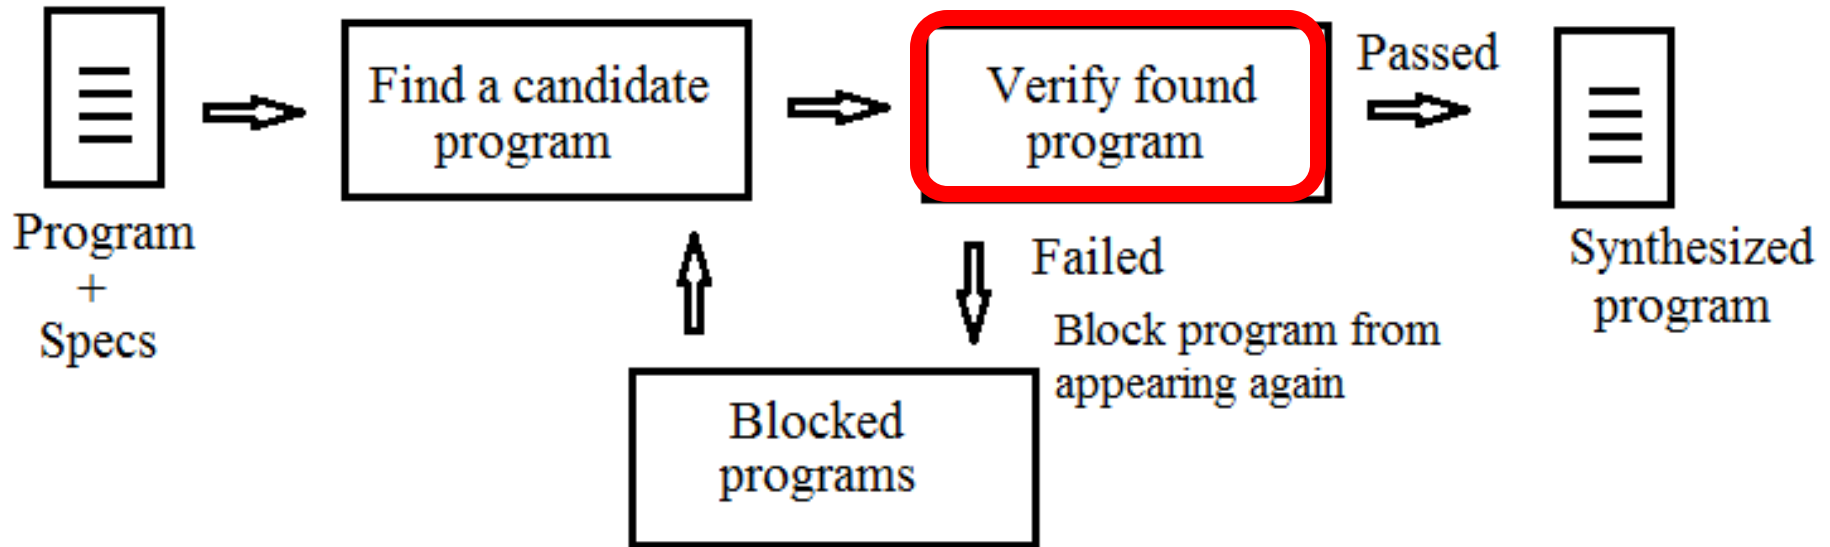 Program
+
Specs
Find a candidate
program
Verify found
program
Passed
Synthesized
program
Failed
Block program from
appearing again
Blocked
programs